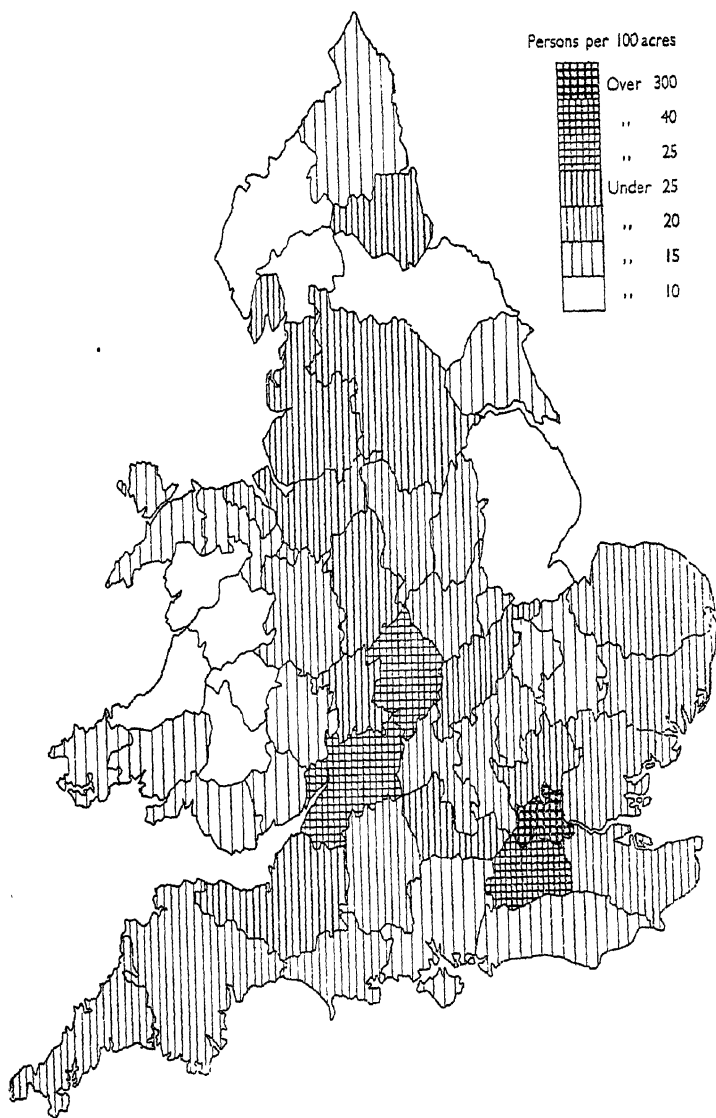 Persons per 100 acres
Over 300
,, 40
,, 25
Under 25
,, 20
,, 15
,, 10